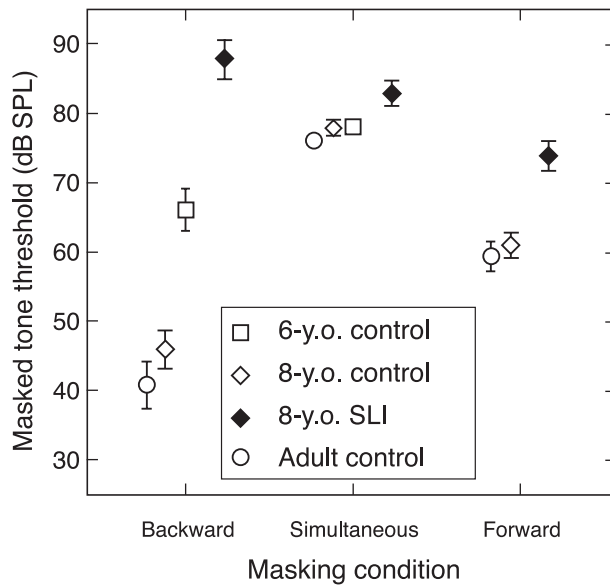 Masked tone threshold (dB SPL)
90
80
70
60
50
40
30
6-y.o. control
8-y.o. control
8-y.o. SLI
Adult control
Backward
Simultaneous
Forward
Masking condition